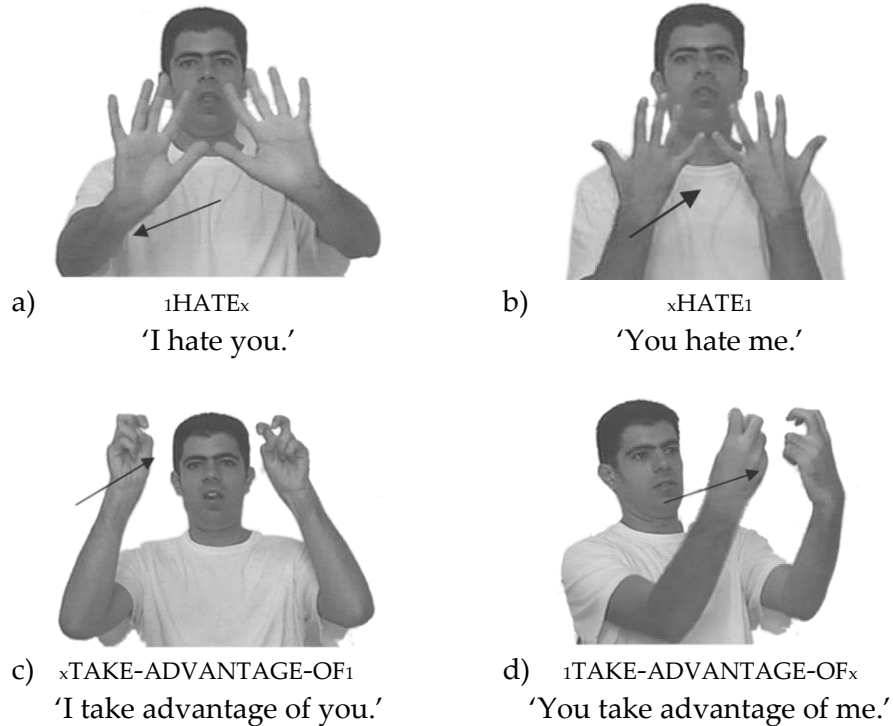 a) ₁HATEₓ
‘I hate you.’
b) ₓHATE₁
‘You hate me.’
c) ₓTAKE-ADVANTAGE-OF₁
‘I take advantage of you.’
d) ₁TAKE-ADVANTAGE-OFₓ
‘You take advantage of me.’